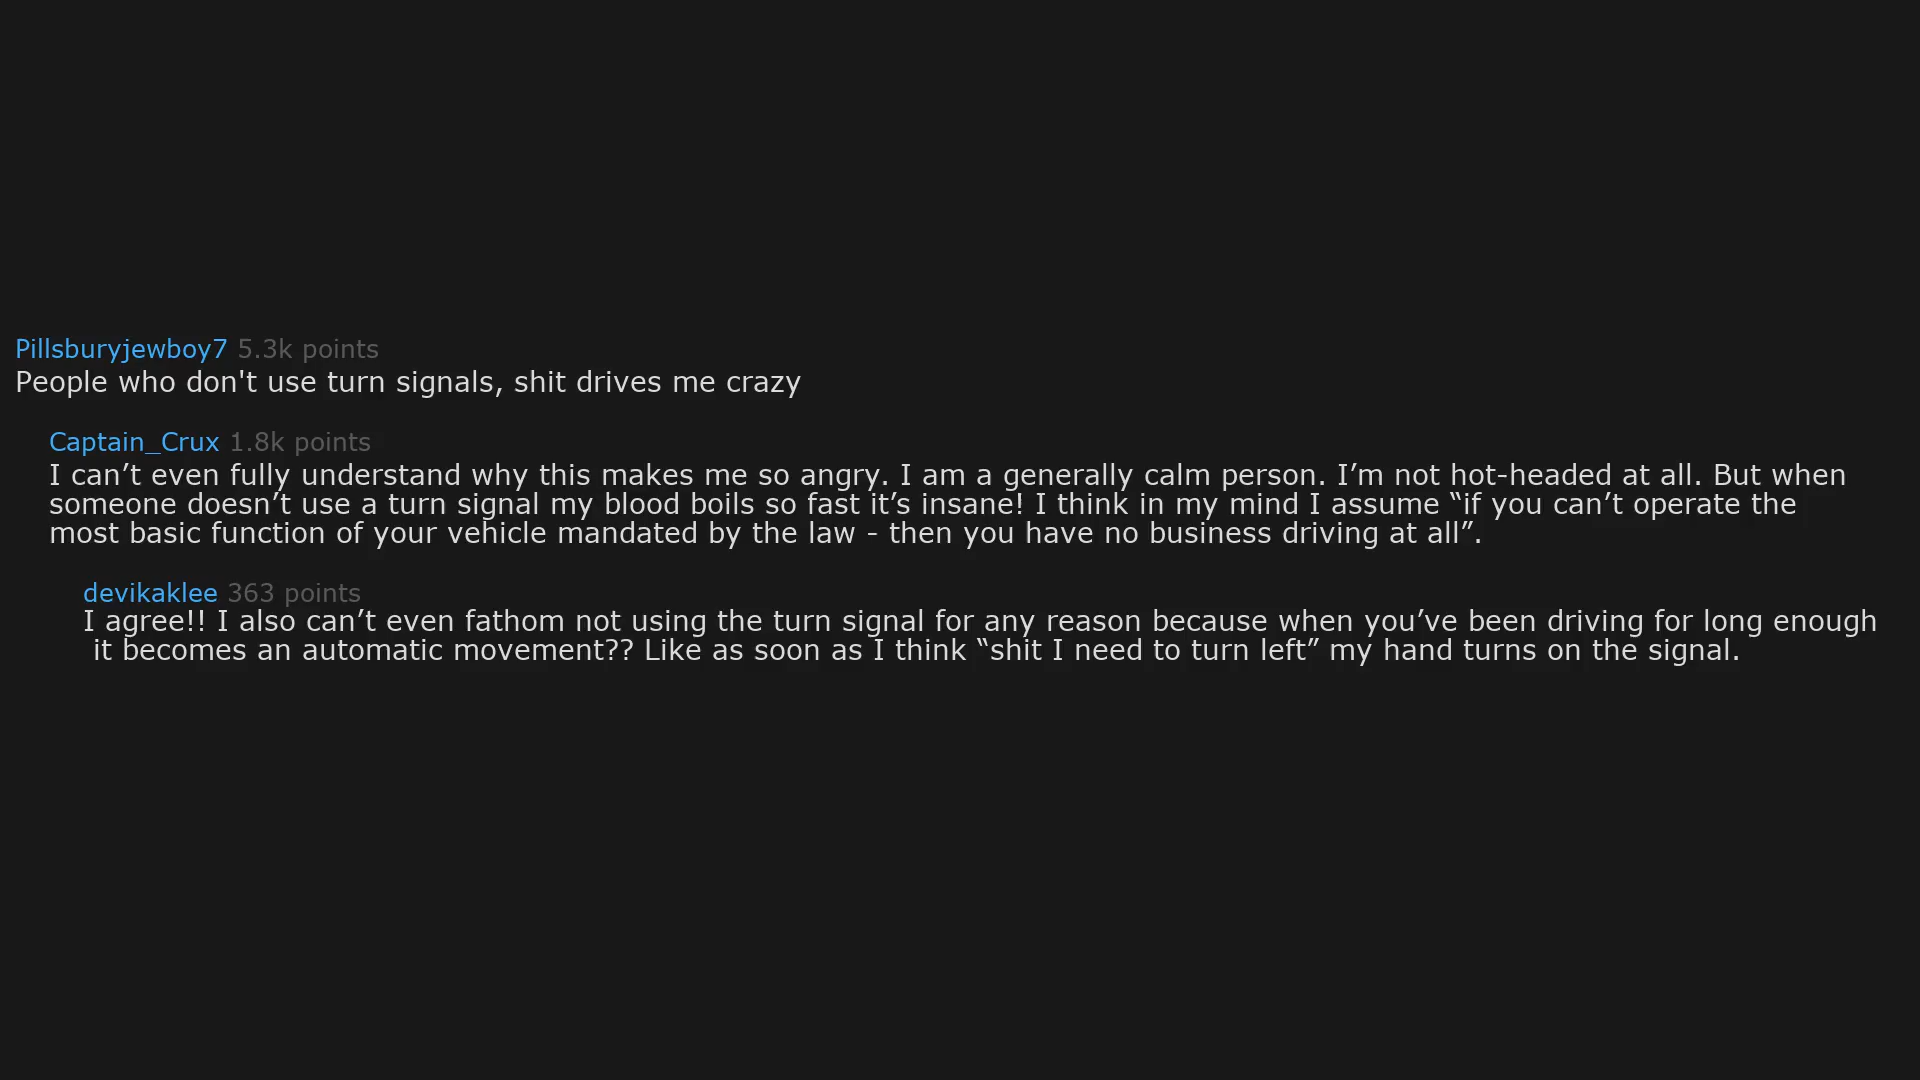 Pillsburyjewboy7 5.3k points
People who don't use turn signals, shit drives me crazy
Captain_Crux 1.8k points
I can’t even fully understand why this makes me so angry. I am a generally calm person. I’m not hot-headed at all. But when
someone doesn’t use a turn signal my blood boils so fast it’s insane! I think in my mind I assume “if you can’t operate the
most basic function of your vehicle mandated by the law - then you have no business driving at all”.
devikaklee 363 points
I agree!! I also can’t even fathom not using the turn signal for any reason because when you’ve been driving for long enough
it becomes an automatic movement?? Like as soon as I think “shit I need to turn left” my hand turns on the signal.